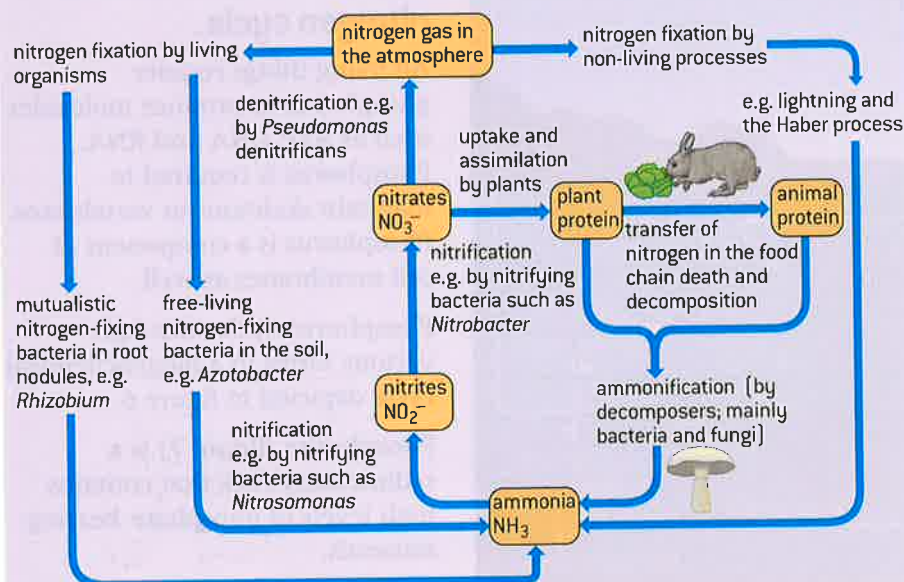 nitrogen fixation by living
organisms
nitrogen gas in
the atmosphere
nitrogen fixation by
non-living processes
e.g. lightning and
the Haber process
denitrification e.g.
by Pseudomonas
denitrificans
uptake and
assimilation
by plants
nitrates
NO₃⁻
plant
protein
animal
protein
transfer of
nitrogen in the food
chain death and
decomposition
nitrification
e.g. by nitrifying
bacteria such as
Nitrobacter
mutualistic
nitrogen-fixing
bacteria in root
nodules, e.g.
Rhizobium
free-living
nitrogen-fixing
bacteria in the soil,
e.g. Azotobacter
nitrites
NO₂⁻
ammonification (by
decomposers; mainly
bacteria and fungi)
nitrification
e.g. by nitrifying
bacteria such as
Nitrosomonas
ammonia
NH₃